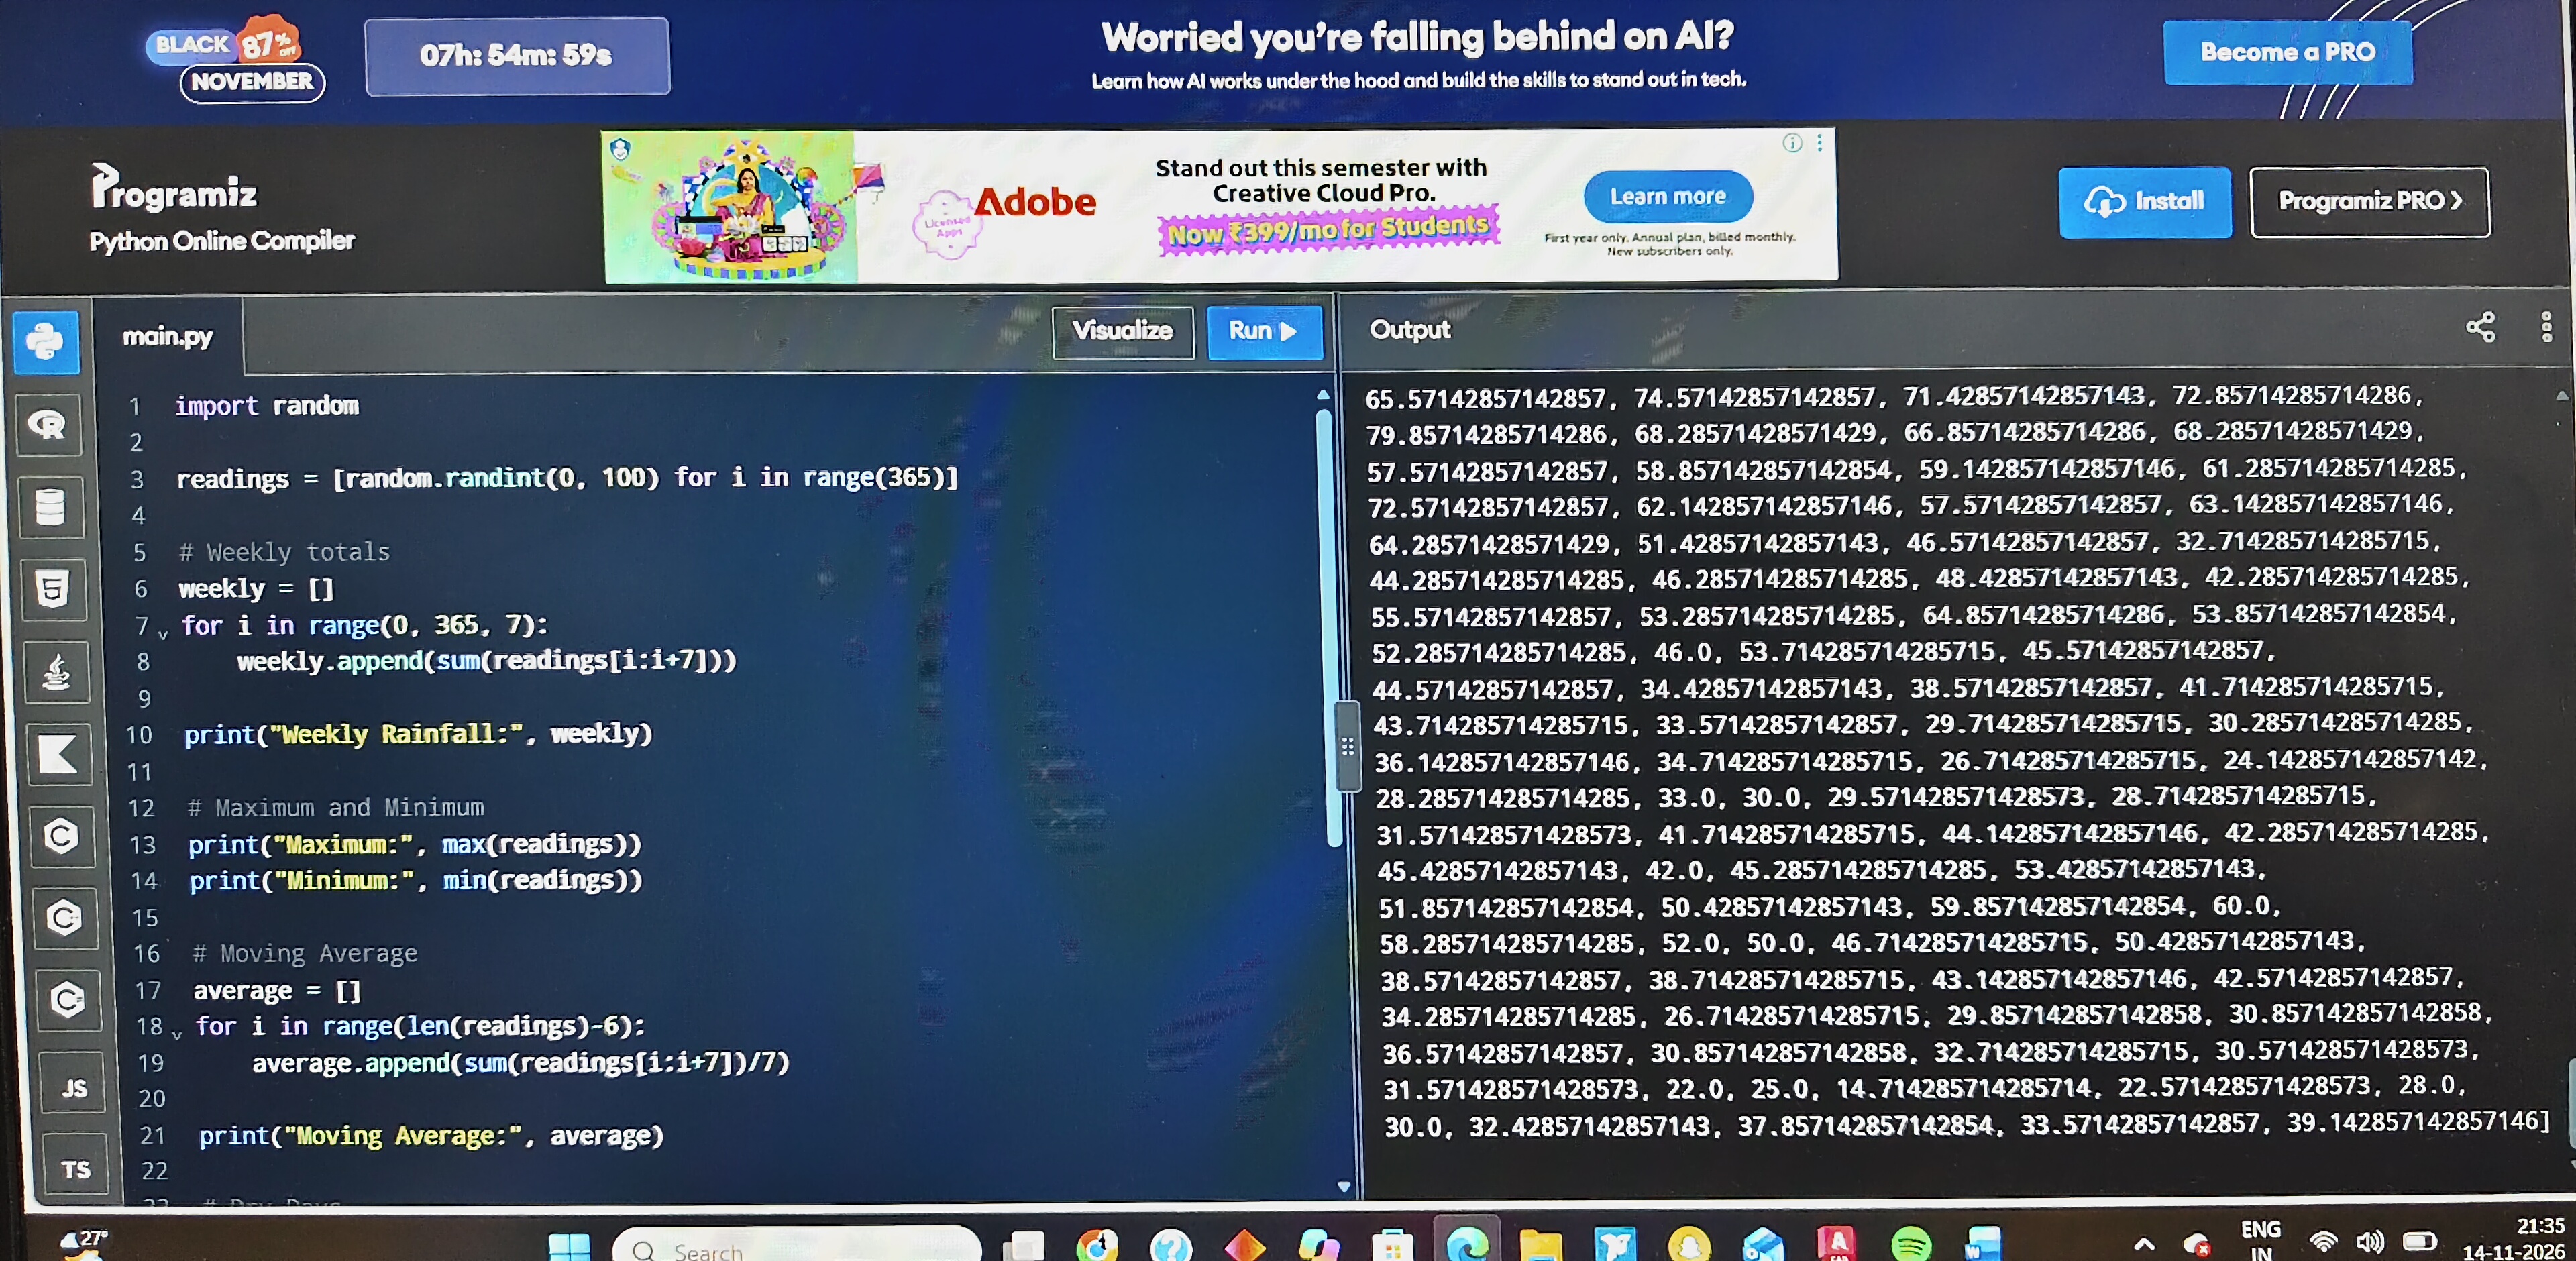 BLACK 87% OFF
NOVEMBER
07h: 54m: 59s
Worried you're falling behind on AI?
Learn how AI works under the hood and build the skills to stand out in tech.
Become a PRO
Programiz
Python Online Compiler
Licensed
Apps
Adobe
Stand out this semester with
Creative Cloud Pro.
Now ₹399/mo for Students
Learn more
First year only. Annual plan, billed monthly.
New subscribers only.
Install
Programiz PRO >
main.py
Visualize
Run
Output
1 import random
2
3 readings = [random.randint(0, 100) for i in range(365)]
4
5 # Weekly totals
6 weekly = []
7 for i in range(0, 365, 7):
8 weekly.append(sum(readings[i:i+7]))
9
10 print("Weekly Rainfall:", weekly)
11
12 # Maximum and Minimum
13 print("Maximum:", max(readings))
14 print("Minimum:", min(readings))
15
16 # Moving Average
17 average = []
18 for i in range(len(readings)-6):
19 average.append(sum(readings[i:i+7])/7)
20
21 print("Moving Average:", average)
22
JS
TS
65.57142857142857, 74.57142857142857, 71.42857142857143, 72.85714285714286,
79.85714285714286, 68.28571428571429, 66.85714285714286, 68.28571428571429,
57.57142857142857, 58.857142857142854, 59.142857142857146, 61.285714285714285,
72.57142857142857, 62.142857142857146, 57.57142857142857, 63.142857142857146,
64.28571428571429, 51.42857142857143, 46.57142857142857, 32.714285714285715,
44.285714285714285, 46.285714285714285, 48.42857142857143, 42.285714285714285,
55.57142857142857, 53.285714285714285, 64.85714285714286, 53.857142857142854,
52.285714285714285, 46.0, 53.714285714285715, 45.57142857142857,
44.57142857142857, 34.42857142857143, 38.57142857142857, 41.714285714285715,
43.714285714285715, 33.57142857142857, 29.714285714285715, 30.285714285714285,
36.142857142857146, 34.714285714285715, 26.714285714285715, 24.142857142857142,
28.285714285714285, 33.0, 30.0, 29.571428571428573, 28.714285714285715,
31.571428571428573, 41.714285714285715, 44.142857142857146, 42.285714285714285,
45.42857142857143, 42.0, 45.285714285714285, 53.42857142857143,
51.857142857142854, 50.42857142857143, 59.857142857142854, 60.0,
58.285714285714285, 52.0, 50.0, 46.714285714285715, 50.42857142857143,
38.57142857142857, 38.714285714285715, 43.142857142857146, 42.57142857142857,
34.285714285714285, 26.714285714285715, 29.857142857142858, 30.857142857142858,
36.57142857142857, 30.857142857142858, 32.714285714285715, 30.571428571428573,
31.571428571428573, 22.0, 25.0, 14.714285714285714, 22.571428571428573, 28.0,
30.0, 32.42857142857143, 37.857142857142854, 33.57142857142857, 39.142857142857146]
27°
Search
ENG
IN
21:35
14-11-2026